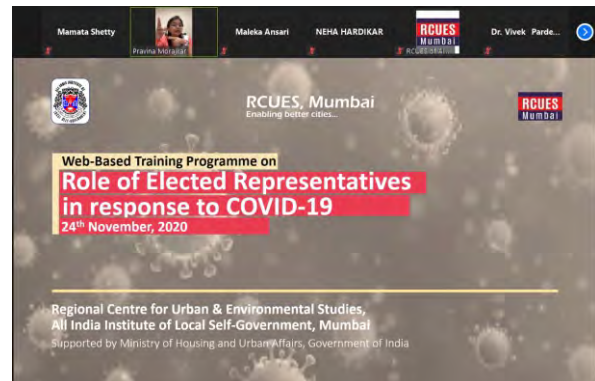 Mamata Shetty
Pravina Morajkar
Maleka Ansari
NEHA HARDIKAR
RCUES
Mumbai
Dr. Vivek Parde...
RCUES, Mumbai
Enabling better cities...
RCUES
Mumbai
Web-Based Training Programme on
Role of Elected Representatives
in response to COVID-19
24th November, 2020
Regional Centre for Urban & Environmental Studies,
All India Institute of Local Self-Government, Mumbai
Supported by Ministry of Housing and Urban Affairs, Government of India